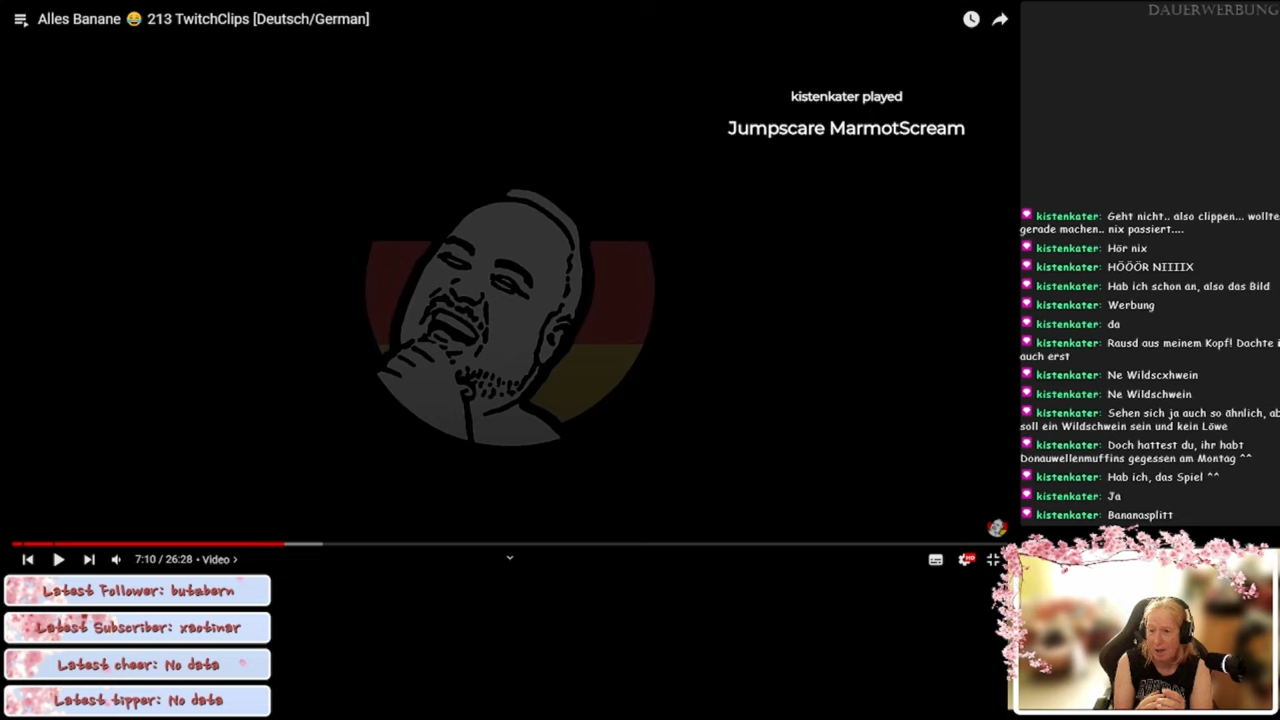 Alles Banane 😂 213 TwitchClips [Deutsch/German]
DAUERWERBUNG
kistenkater played
Jumpscare MarmotScream
kistenkater: Geht nicht.. also clippen... wollte
gerade machen.. nix passiert....
kistenkater: Hör nix
kistenkater: HÖÖÖR NIIIIX
kistenkater: Hab ich schon an, also das Bild
kistenkater: Werbung
kistenkater: da
kistenkater: Rausd aus meinem Kopf! Dachte i
auch erst
kistenkater: Ne Wildscxhwein
kistenkater: Ne Wildschwein
kistenkater: Sehen sich ja auch so ähnlich, ab
soll ein Wildschwein sein und kein Löwe
kistenkater: Doch hattest du, ihr habt
Donauwellenmuffins gegessen am Montag ^^
kistenkater: Hab ich, das Spiel ^^
kistenkater: Ja
kistenkater: Bananasplitt
7:10 / 26:28 • Video ›
HD
Latest Follower: butabern
Latest Subscriber: xaotinar
Latest cheer: No data
Latest tipper: No data